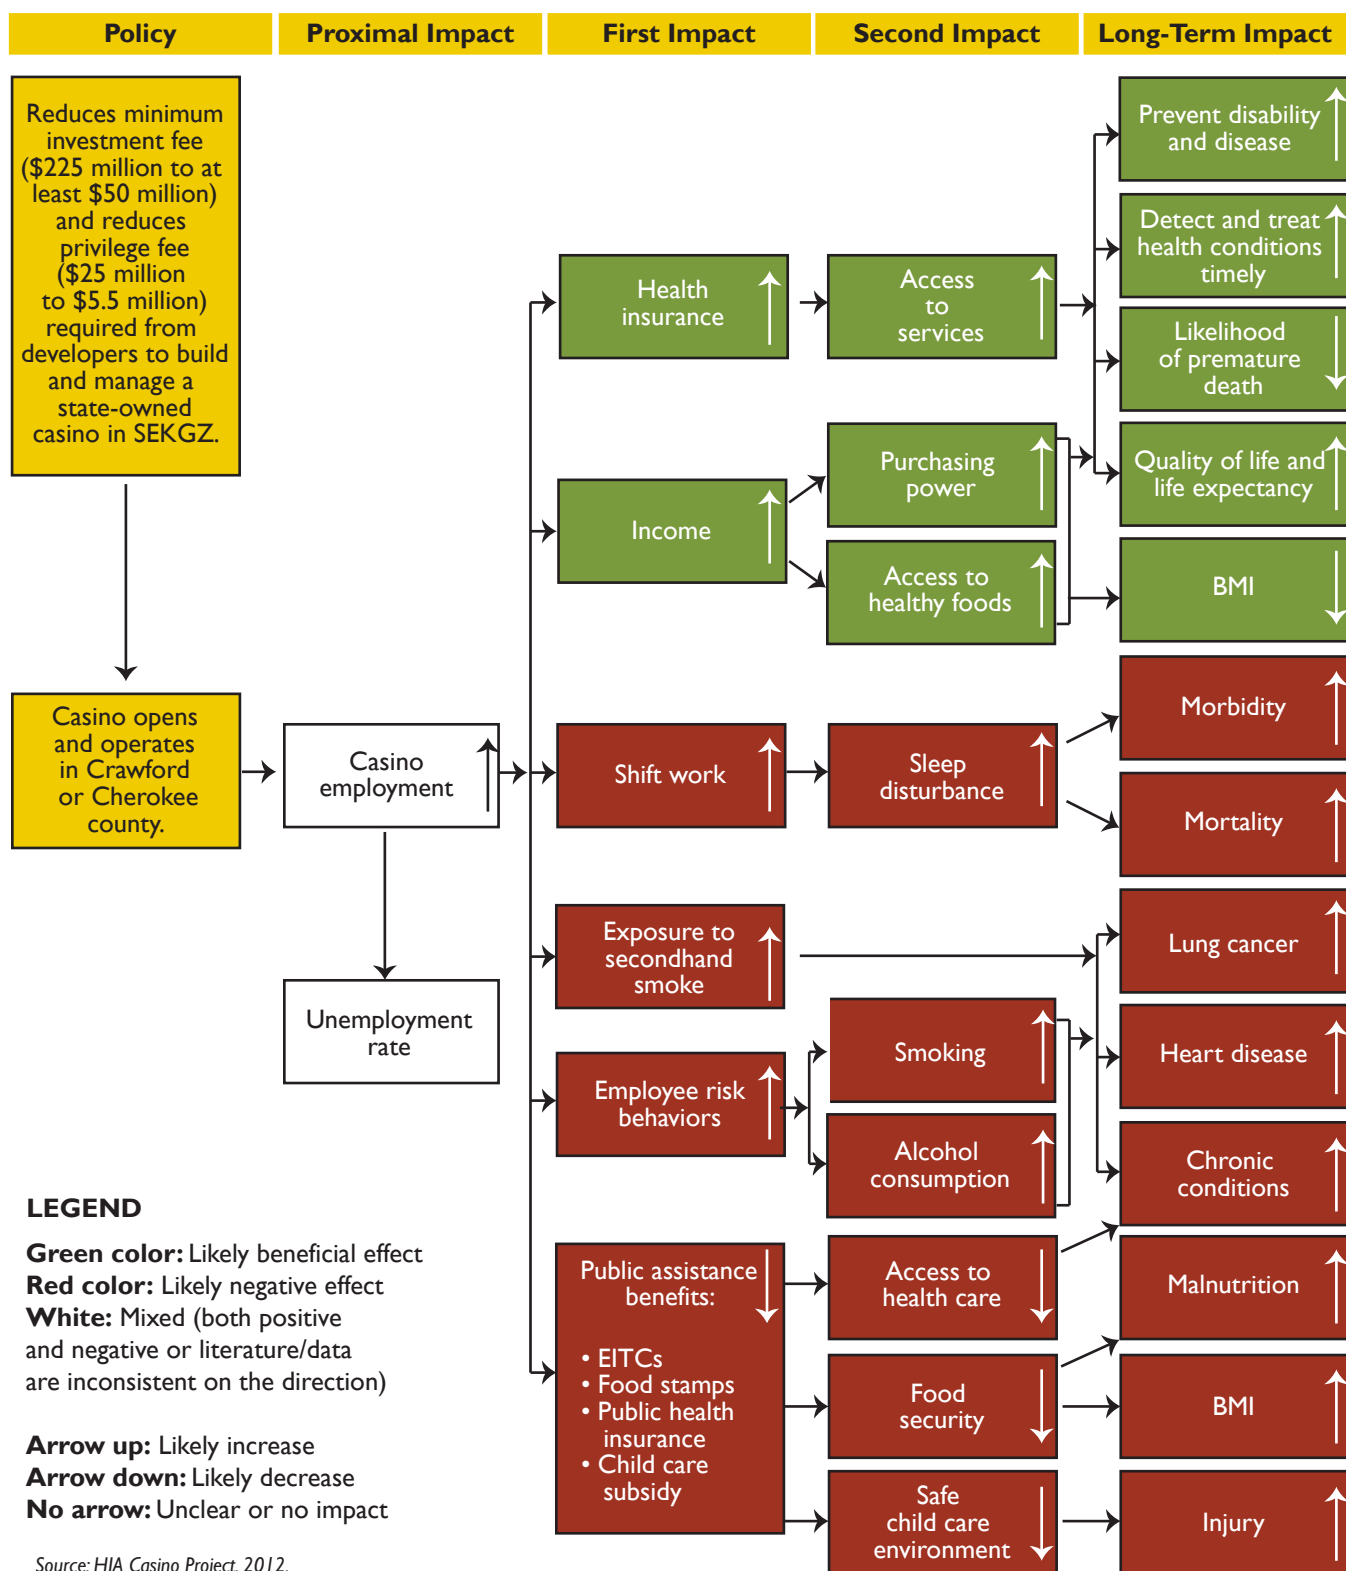 Policy
Proximal Impact
First Impact
Second Impact
Long-Term Impact
Reduces minimum
investment fee
($225 million to at
least $50 million)
and reduces
privilege fee
($25 million
to $5.5 million)
required from
developers to build
and manage a
state-owned
casino in SEKGZ.
Casino opens
and operates
in Crawford
or Cherokee
county.
Casino
employment
Unemployment
rate
Health
insurance
Income
Shift work
Exposure to
secondhand
smoke
Employee risk
behaviors
Public assistance
benefits:
• EITCs
• Food stamps
• Public health
insurance
• Child care
subsidy
Access
to
services
Purchasing
power
Access to
healthy foods
Sleep
disturbance
Smoking
Alcohol
consumption
Access to
health care
Food
security
Safe
child care
environment
Prevent disability
and disease
Detect and treat
health conditions
timely
Likelihood
of premature
death
Quality of life and
life expectancy
BMI
Morbidity
Mortality
Lung cancer
Heart disease
Chronic
conditions
Malnutrition
BMI
Injury
LEGEND
Green color: Likely beneficial effect
Red color: Likely negative effect
White: Mixed (both positive
and negative or literature/data
are inconsistent on the direction)
Arrow up: Likely increase
Arrow down: Likely decrease
No arrow: Unclear or no impact
Source: HIA Casino Project, 2012.